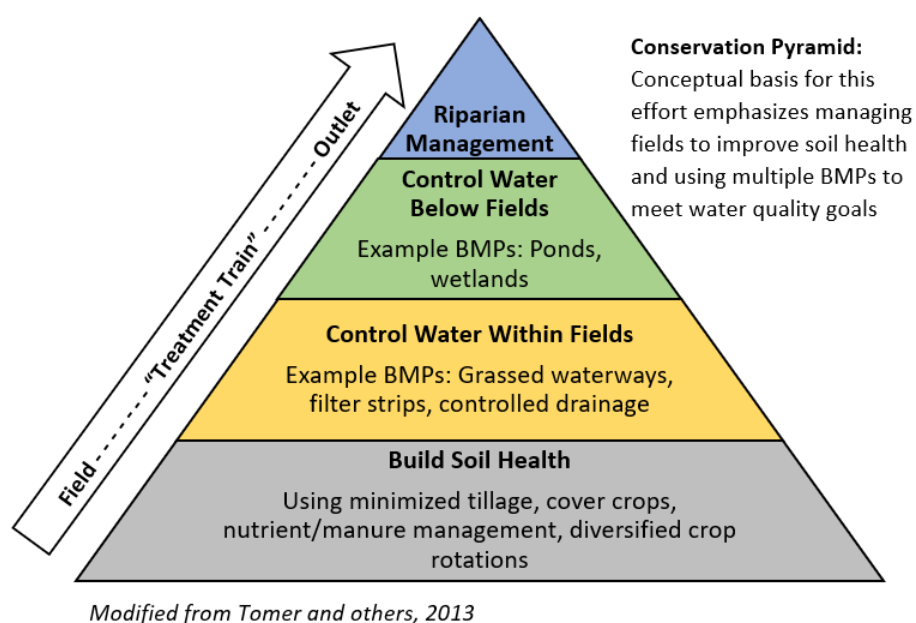 Conservation Pyramid:
Conceptual basis for this
effort emphasizes managing
fields to improve soil health
and using multiple BMPs to
meet water quality goals
Field - - - - - - - “Treatment Train” - - - - - - - Outlet
Riparian
Management
Control Water
Below Fields
Example BMPs: Ponds,
wetlands
Control Water Within Fields
Example BMPs: Grassed waterways,
filter strips, controlled drainage
Build Soil Health
Using minimized tillage, cover crops,
nutrient/manure management, diversified crop
rotations
Modified from Tomer and others, 2013